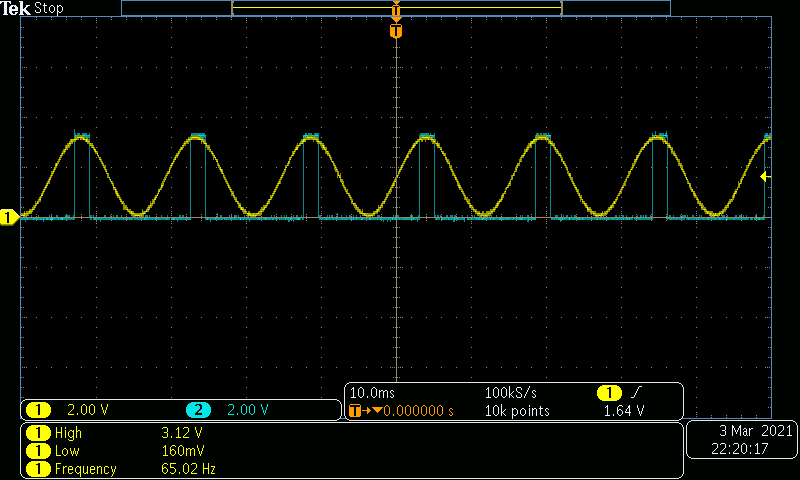 Tek Stop
T
T
1
1 2.00 V 2 2.00 V
10.0ms 100kS/s 1
T→▼0.000000 s 10k points 1.64 V
1 High 3.12 V
1 Low 160mV
1 Frequency 65.02 Hz
3 Mar 2021
22:20:17